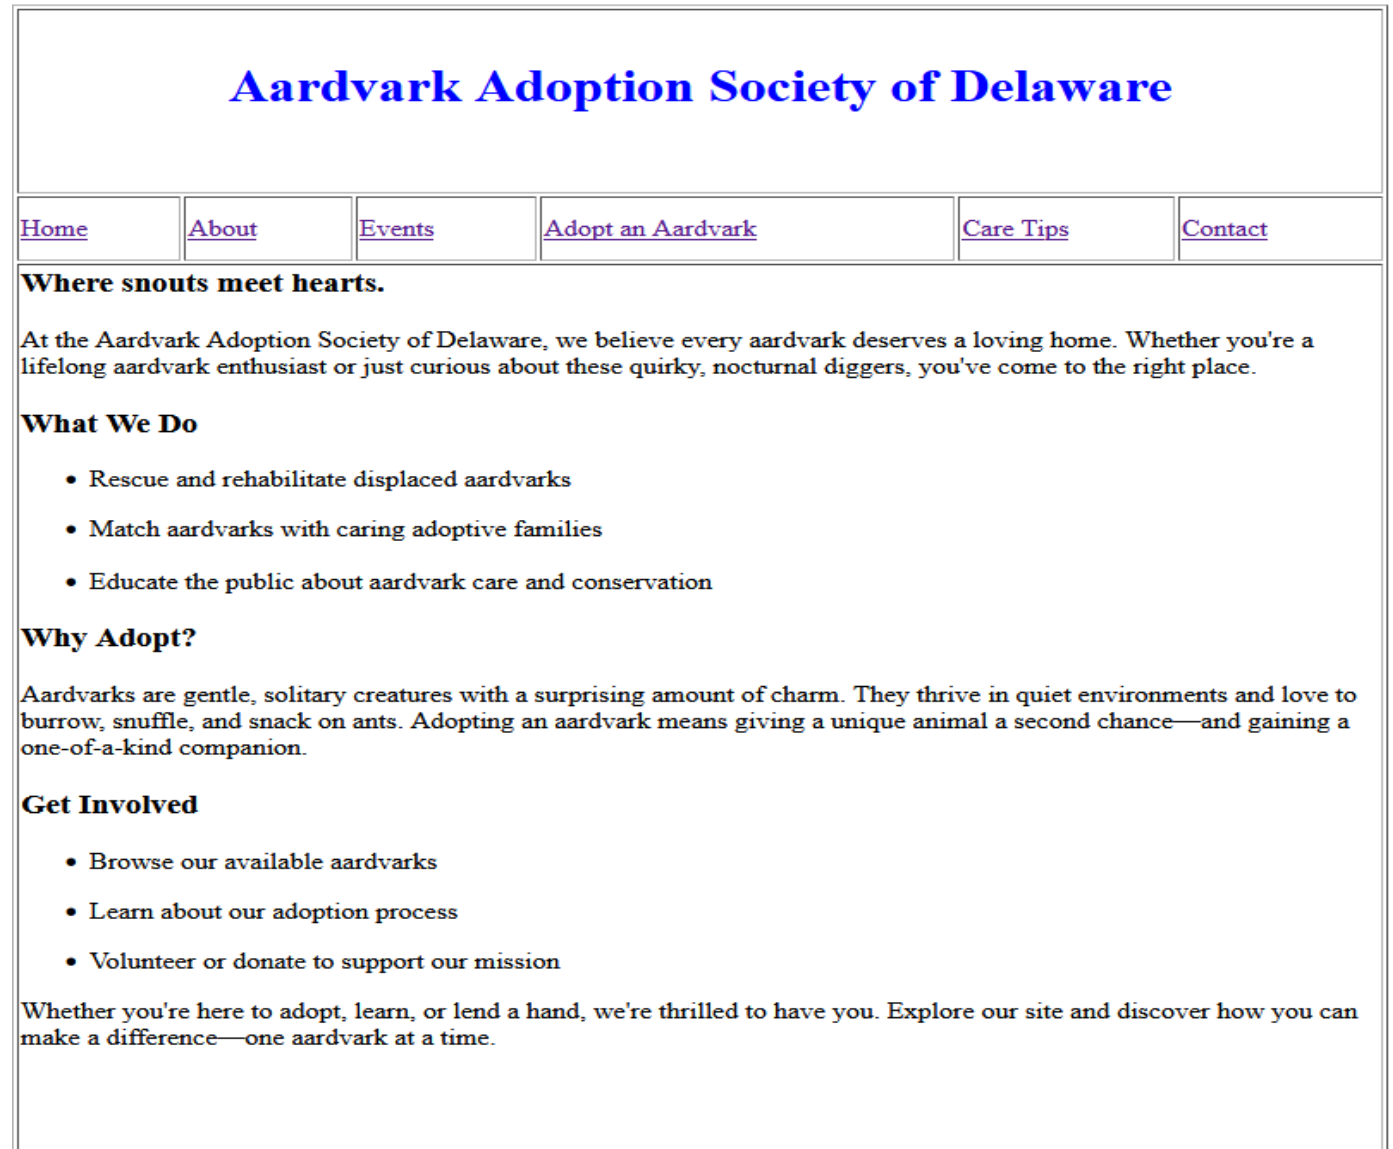 Aardvark Adoption Society of Delaware
Home About Events Adopt an Aardvark Care Tips Contact
Where snouts meet hearts.
At the Aardvark Adoption Society of Delaware, we believe every aardvark deserves a loving home. Whether you're a
lifelong aardvark enthusiast or just curious about these quirky, nocturnal diggers, you've come to the right place.
What We Do
• Rescue and rehabilitate displaced aardvarks
• Match aardvarks with caring adoptive families
• Educate the public about aardvark care and conservation
Why Adopt?
Aardvarks are gentle, solitary creatures with a surprising amount of charm. They thrive in quiet environments and love to
burrow, snuffle, and snack on ants. Adopting an aardvark means giving a unique animal a second chance—and gaining a
one-of-a-kind companion.
Get Involved
• Browse our available aardvarks
• Learn about our adoption process
• Volunteer or donate to support our mission
Whether you're here to adopt, learn, or lend a hand, we're thrilled to have you. Explore our site and discover how you can
make a difference—one aardvark at a time.